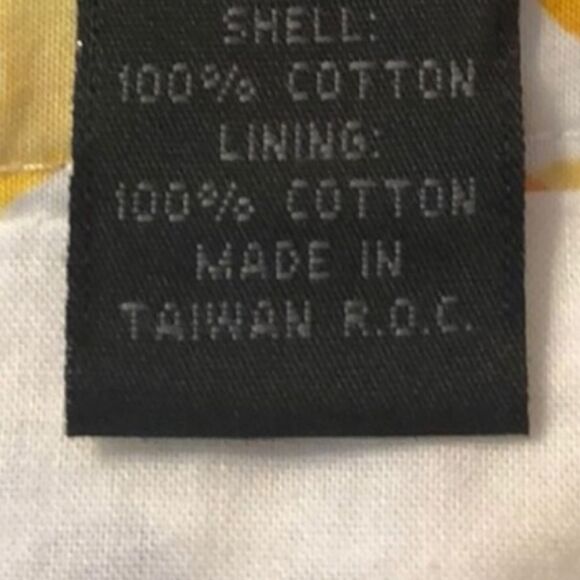 SHELL:
100% COTTON
LINING:
100% COTTON
MADE IN
TAIWAN R.O.C.